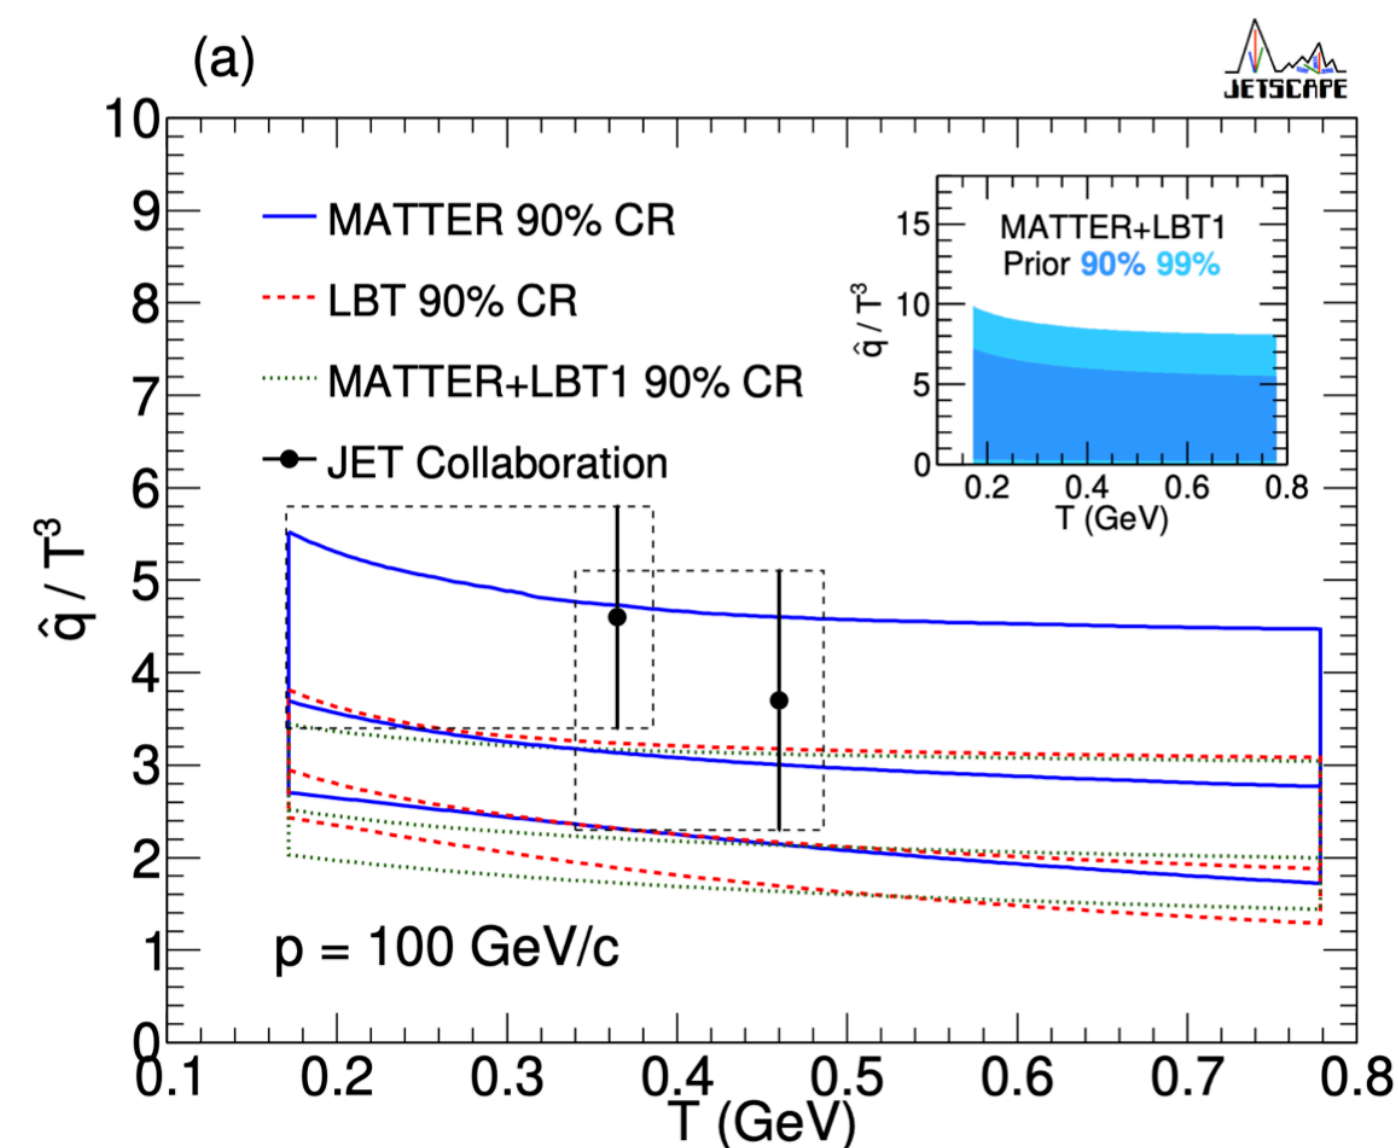 (a)
JETSCAPE
10
9
8
7
6
5
4
3
2
1
0
q̂ / T³
MATTER 90% CR
LBT 90% CR
MATTER+LBT1 90% CR
JET Collaboration
MATTER+LBT1
Prior 90% 99%
15
10
5
0
q̂ / T³
0.2 0.4 0.6 0.8
T (GeV)
p = 100 GeV/c
0.1 0.2 0.3 0.4 0.5 0.6 0.7 0.8
T (GeV)